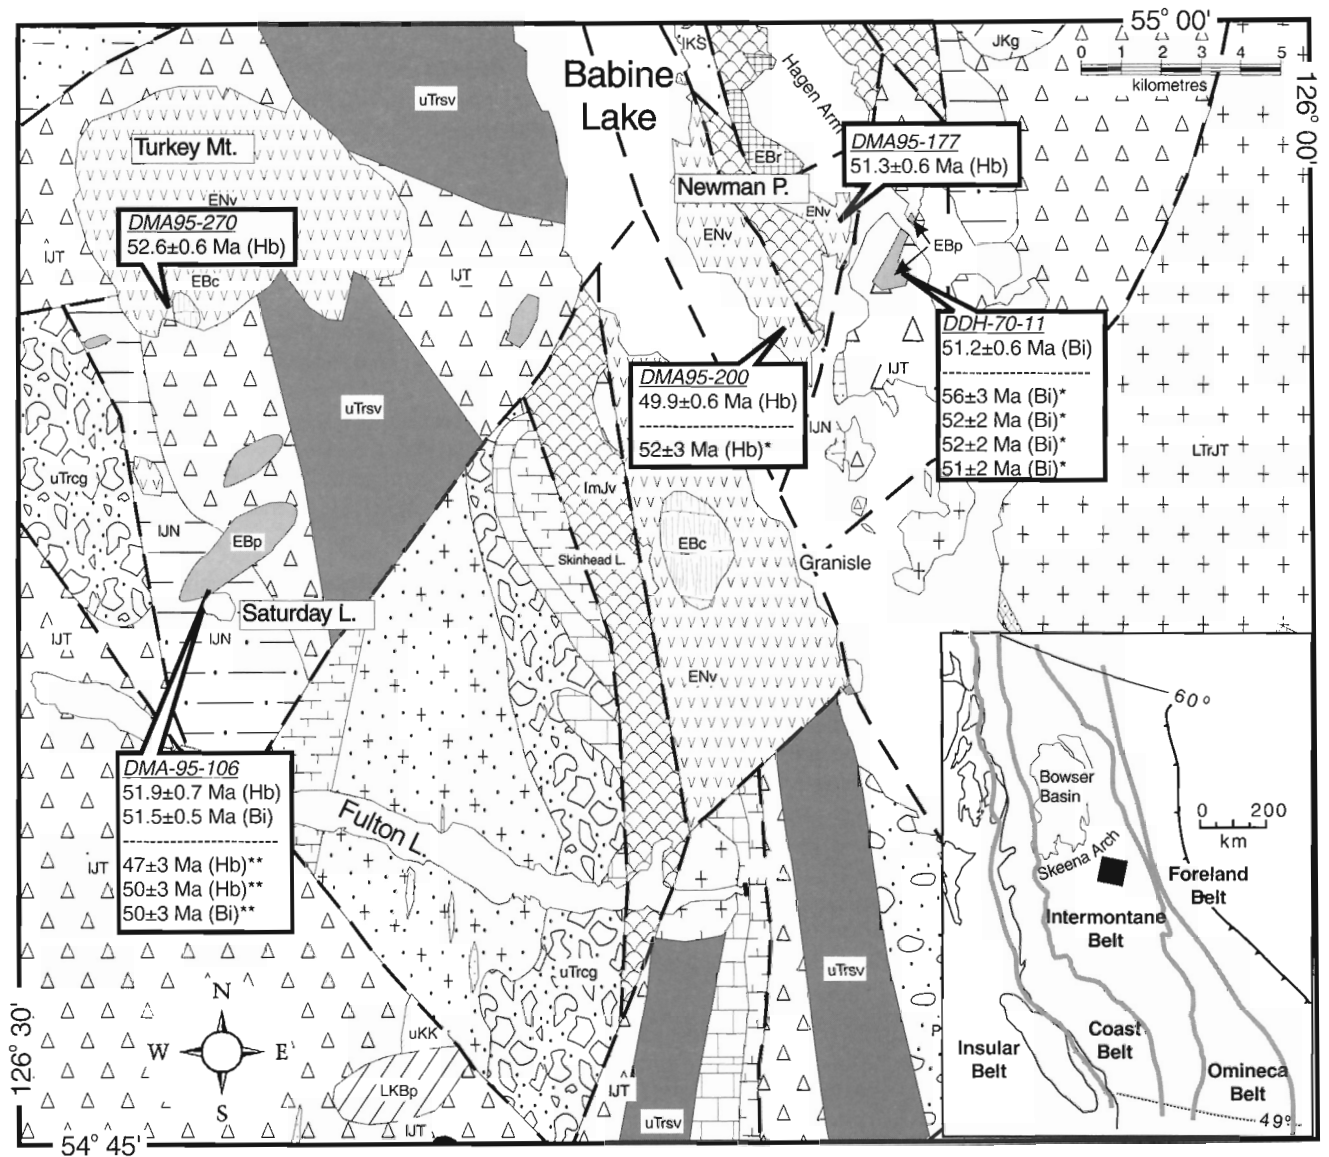 55° 00'
126° 00'
0 1 2 3 4 5
kilometres
JKg
lKS
Babine
Lake
Hagen Arm
uTrsv
Turkey Mt.
ENv
DMA95-270
52.6±0.6 Ma (Hb)
EBc
lJT
lJT
EBr
Newman P.
ENv
ENv
DMA95-177
51.3±0.6 Ma (Hb)
EBp
DDH-70-11
51.2±0.6 Ma (Bi)
56±3 Ma (Bi)*
52±2 Ma (Bi)*
52±2 Ma (Bi)*
51±2 Ma (Bi)*
DMA95-200
49.9±0.6 Ma (Hb)
52±3 Ma (Hb)*
lJT
lJN
LTrJT
uTrsv
uTrcg
lJN
EBp
lmJv
Skinhead L.
EBc
Granisle
Saturday L.
lJT
lJN
ENv
DMA-95-106
51.9±0.7 Ma (Hb)
51.5±0.5 Ma (Bi)
47±3 Ma (Hb)**
50±3 Ma (Hb)**
50±3 Ma (Bi)**
lJT
Fulton L.
uTrcg
uTrsv
P
uKK
LKBp
lJT
lJT
uTrsv
N
W
E
S
126° 30'
54° 45'
60°
Bowser
Basin
Skeena Arch
0 200
km
Foreland
Belt
Intermontane
Belt
Coast
Belt
Insular
Belt
Omineca
Belt
49°